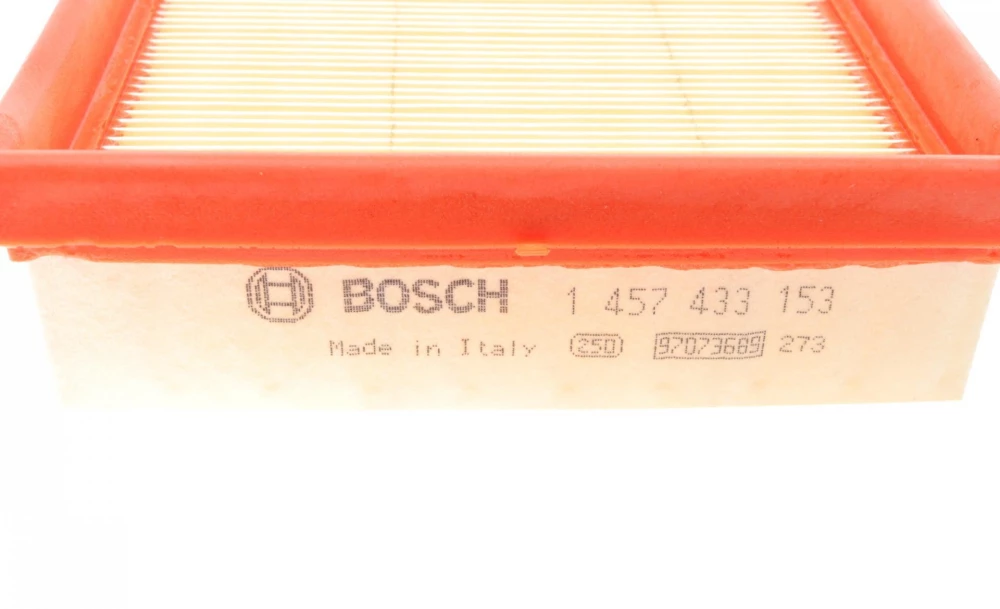 BOSCH 1 457 433 153
Made in Italy 250 97073689 273